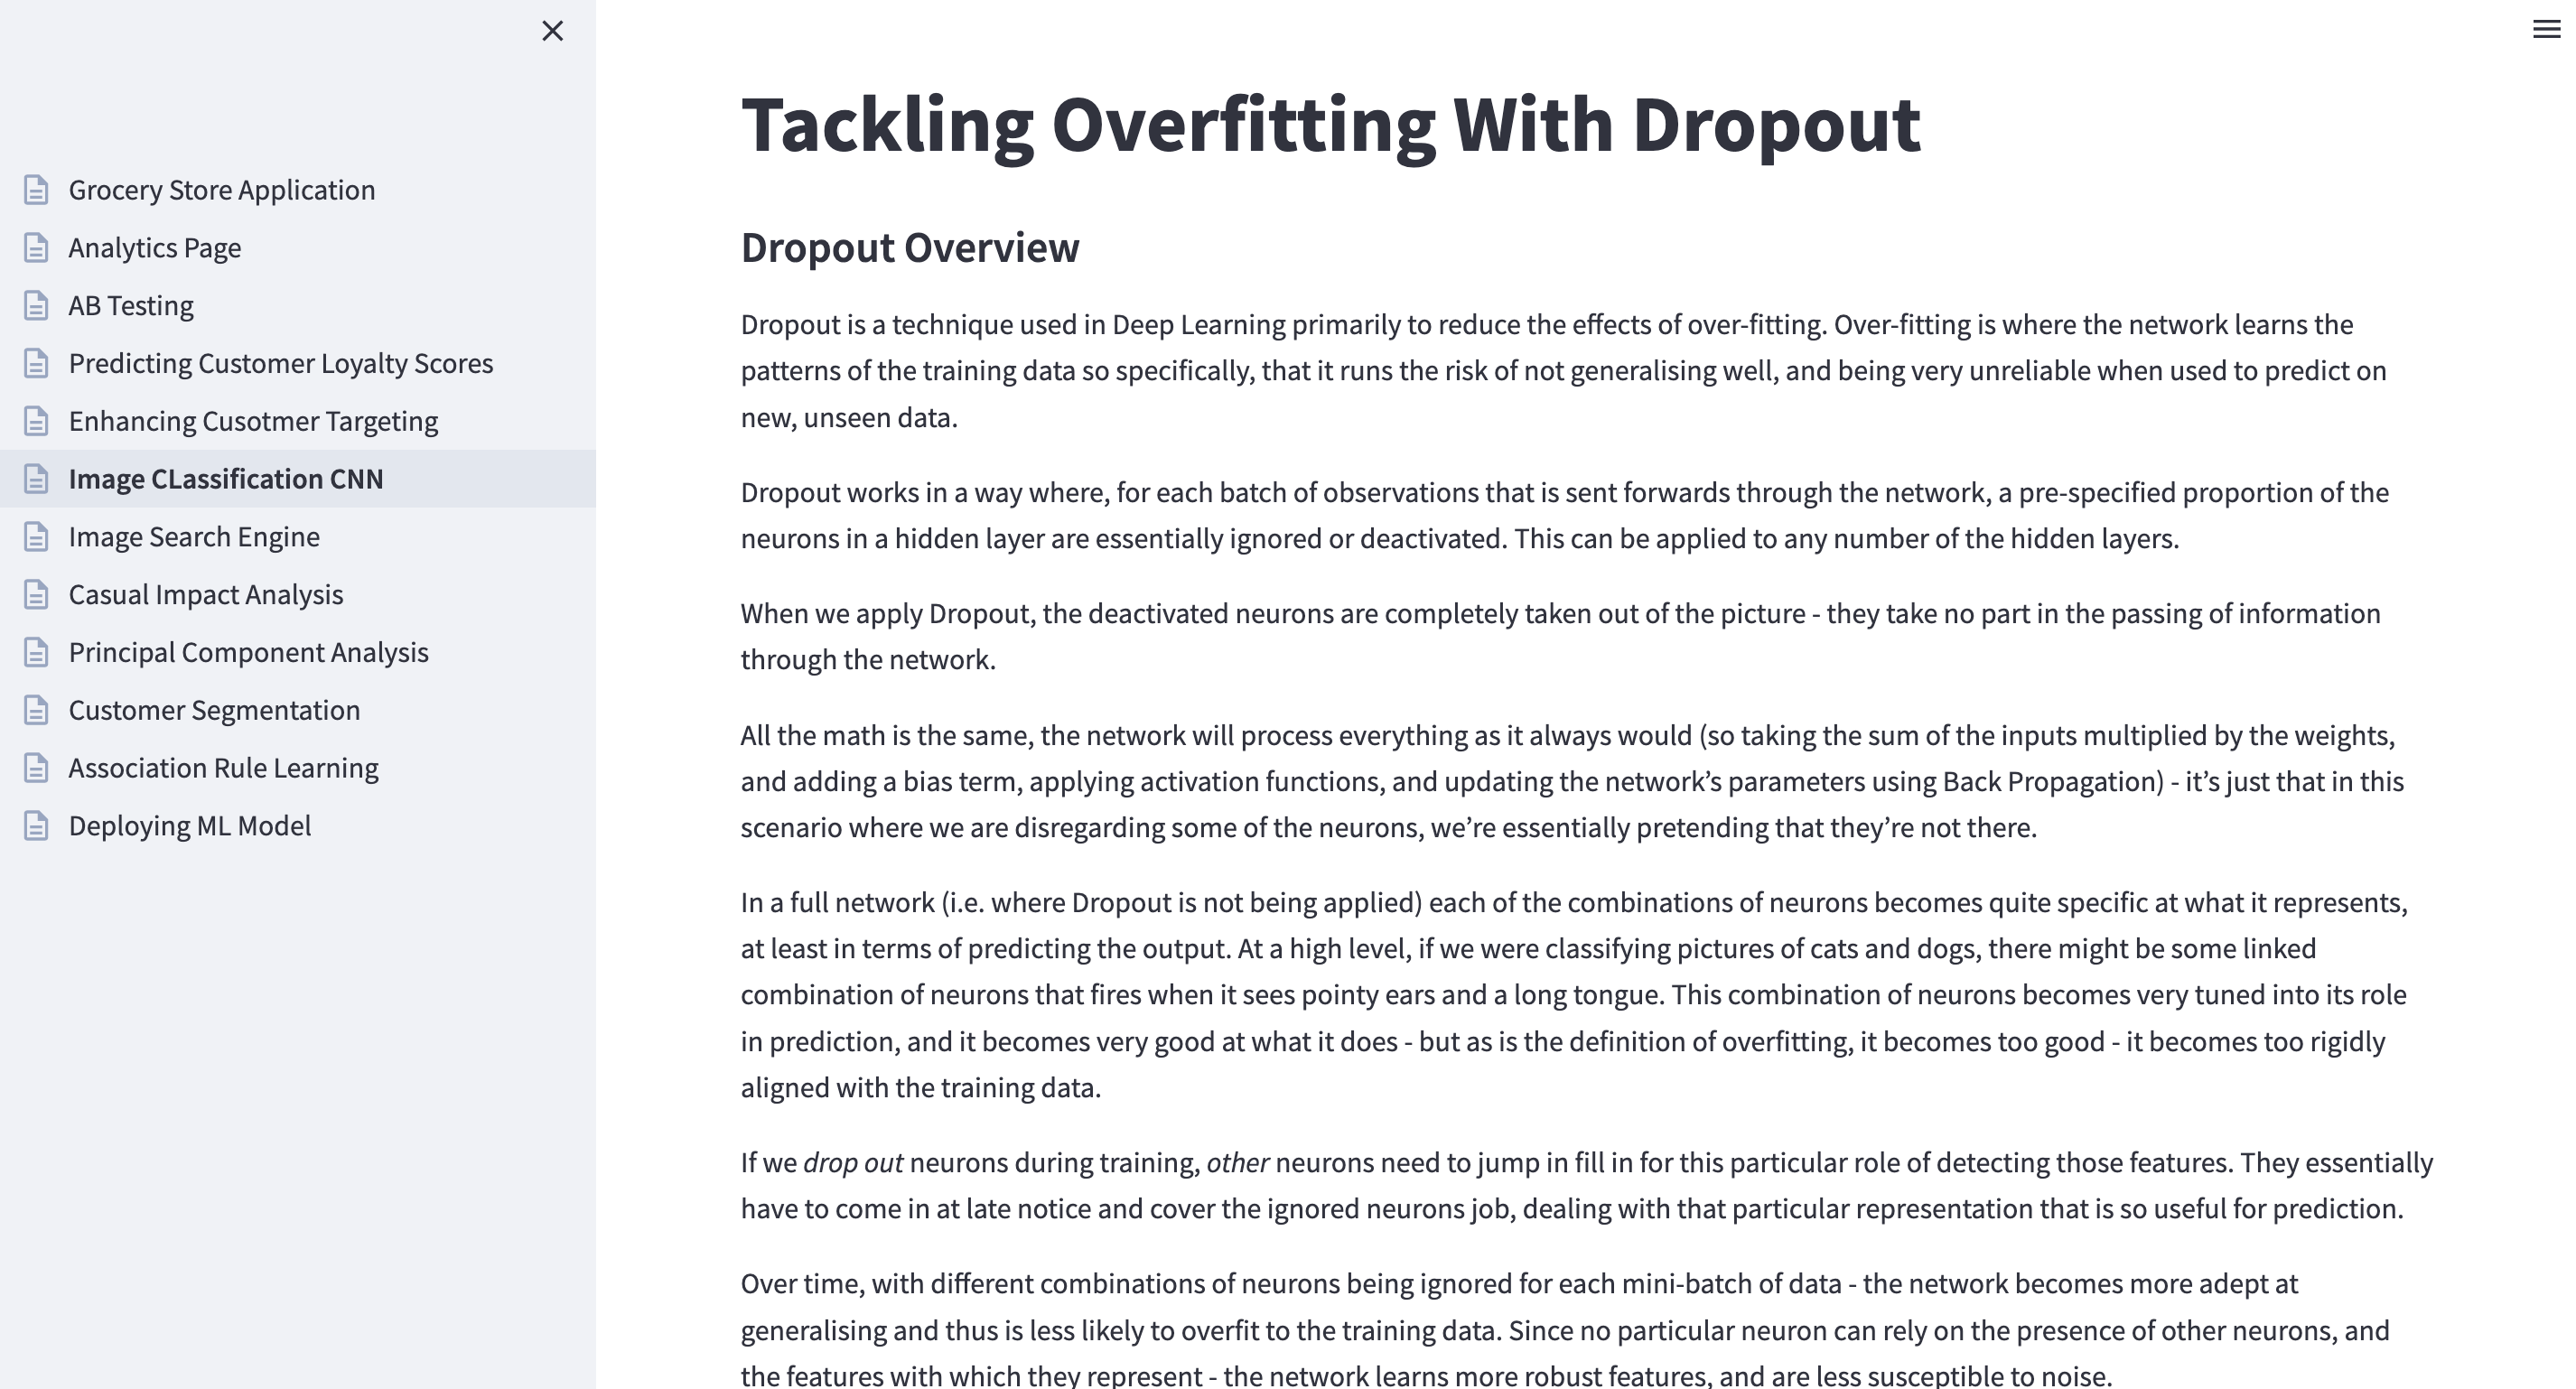 Grocery Store Application
Analytics Page
AB Testing
Predicting Customer Loyalty Scores
Enhancing Cusotmer Targeting
Image CLassification CNN
Image Search Engine
Casual Impact Analysis
Principal Component Analysis
Customer Segmentation
Association Rule Learning
Deploying ML Model
Tackling Overfitting With Dropout
Dropout Overview
Dropout is a technique used in Deep Learning primarily to reduce the effects of over-fitting. Over-fitting is where the network learns the
patterns of the training data so specifically, that it runs the risk of not generalising well, and being very unreliable when used to predict on
new, unseen data.
Dropout works in a way where, for each batch of observations that is sent forwards through the network, a pre-specified proportion of the
neurons in a hidden layer are essentially ignored or deactivated. This can be applied to any number of the hidden layers.
When we apply Dropout, the deactivated neurons are completely taken out of the picture - they take no part in the passing of information
through the network.
All the math is the same, the network will process everything as it always would (so taking the sum of the inputs multiplied by the weights,
and adding a bias term, applying activation functions, and updating the network’s parameters using Back Propagation) - it’s just that in this
scenario where we are disregarding some of the neurons, we’re essentially pretending that they’re not there.
In a full network (i.e. where Dropout is not being applied) each of the combinations of neurons becomes quite specific at what it represents,
at least in terms of predicting the output. At a high level, if we were classifying pictures of cats and dogs, there might be some linked
combination of neurons that fires when it sees pointy ears and a long tongue. This combination of neurons becomes very tuned into its role
in prediction, and it becomes very good at what it does - but as is the definition of overfitting, it becomes too good - it becomes too rigidly
aligned with the training data.
If we drop out neurons during training, other neurons need to jump in fill in for this particular role of detecting those features. They essentially
have to come in at late notice and cover the ignored neurons job, dealing with that particular representation that is so useful for prediction.
Over time, with different combinations of neurons being ignored for each mini-batch of data - the network becomes more adept at
generalising and thus is less likely to overfit to the training data. Since no particular neuron can rely on the presence of other neurons, and
the features with which they represent - the network learns more robust features, and are less susceptible to noise.